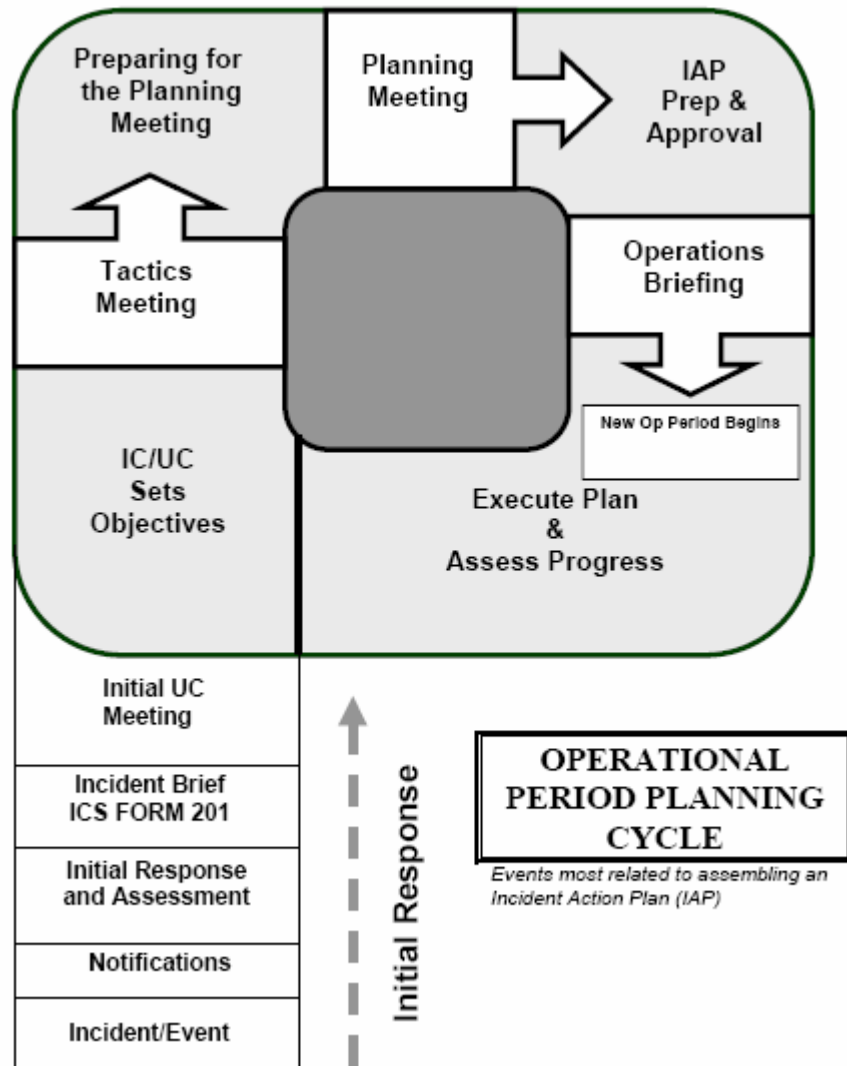 Preparing for
the Planning
Meeting
Planning
Meeting
IAP
Prep &
Approval
Tactics
Meeting
Operations
Briefing
New Op Period Begins
IC/UC
Sets
Objectives
Execute Plan
&
Assess Progress
Initial UC
Meeting
Incident Brief
ICS FORM 201
Initial Response
and Assessment
Notifications
Incident/Event
Initial Response
OPERATIONAL
PERIOD PLANNING
CYCLE
Events most related to assembling an
Incident Action Plan (IAP)